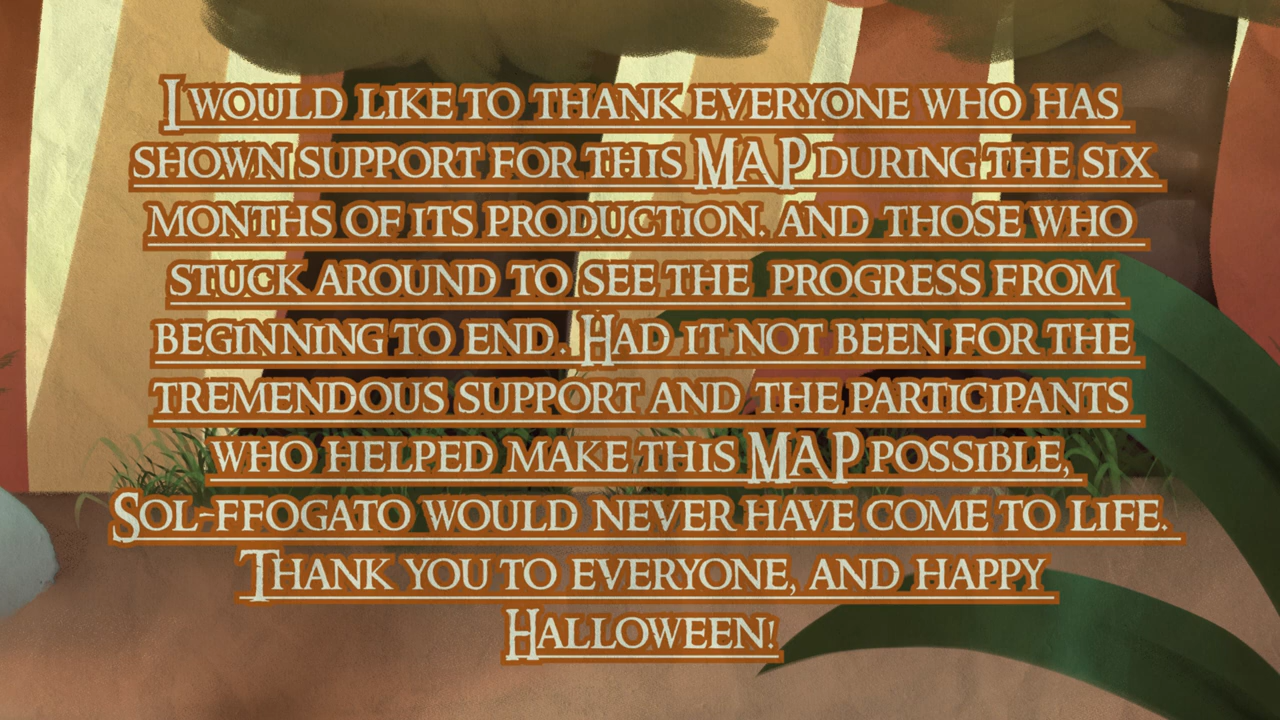 I would like to thank everyone who has
shown support for this MAP during the six
months of its production. and those who
stuck around to see the progress from
beginning to end. Had it not been for the
tremendous support and the participants
who helped make this MAP possible,
Sol-ffogato would never have come to life.
Thank you to everyone, and happy
Halloween!